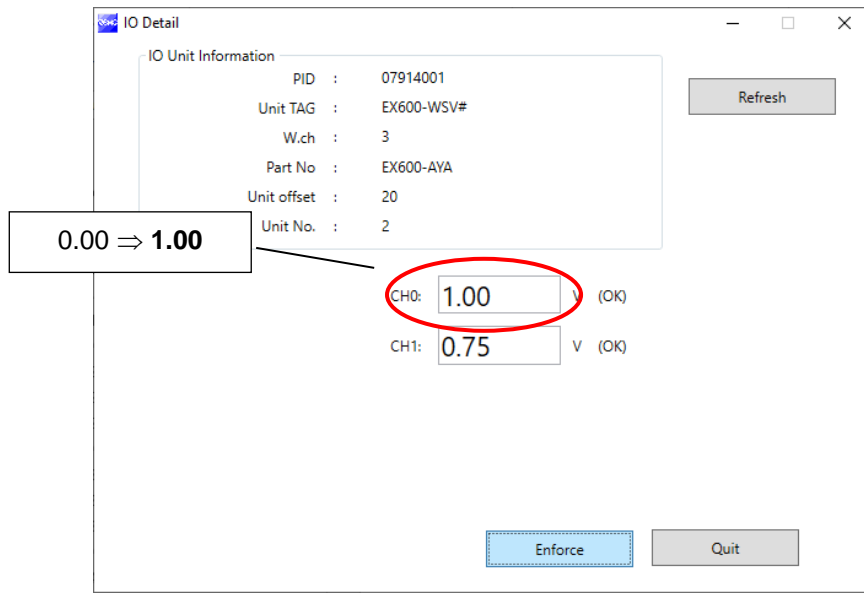 IO Detail
IO Unit Information
PID : 07914001
Unit TAG : EX600-WSV#
W.ch : 3
Part No : EX600-AYA
Unit offset : 20
Unit No. : 2
Refresh
0.00 ⇒ 1.00
CH0: 1.00 V (OK)
CH1: 0.75 V (OK)
Enforce
Quit